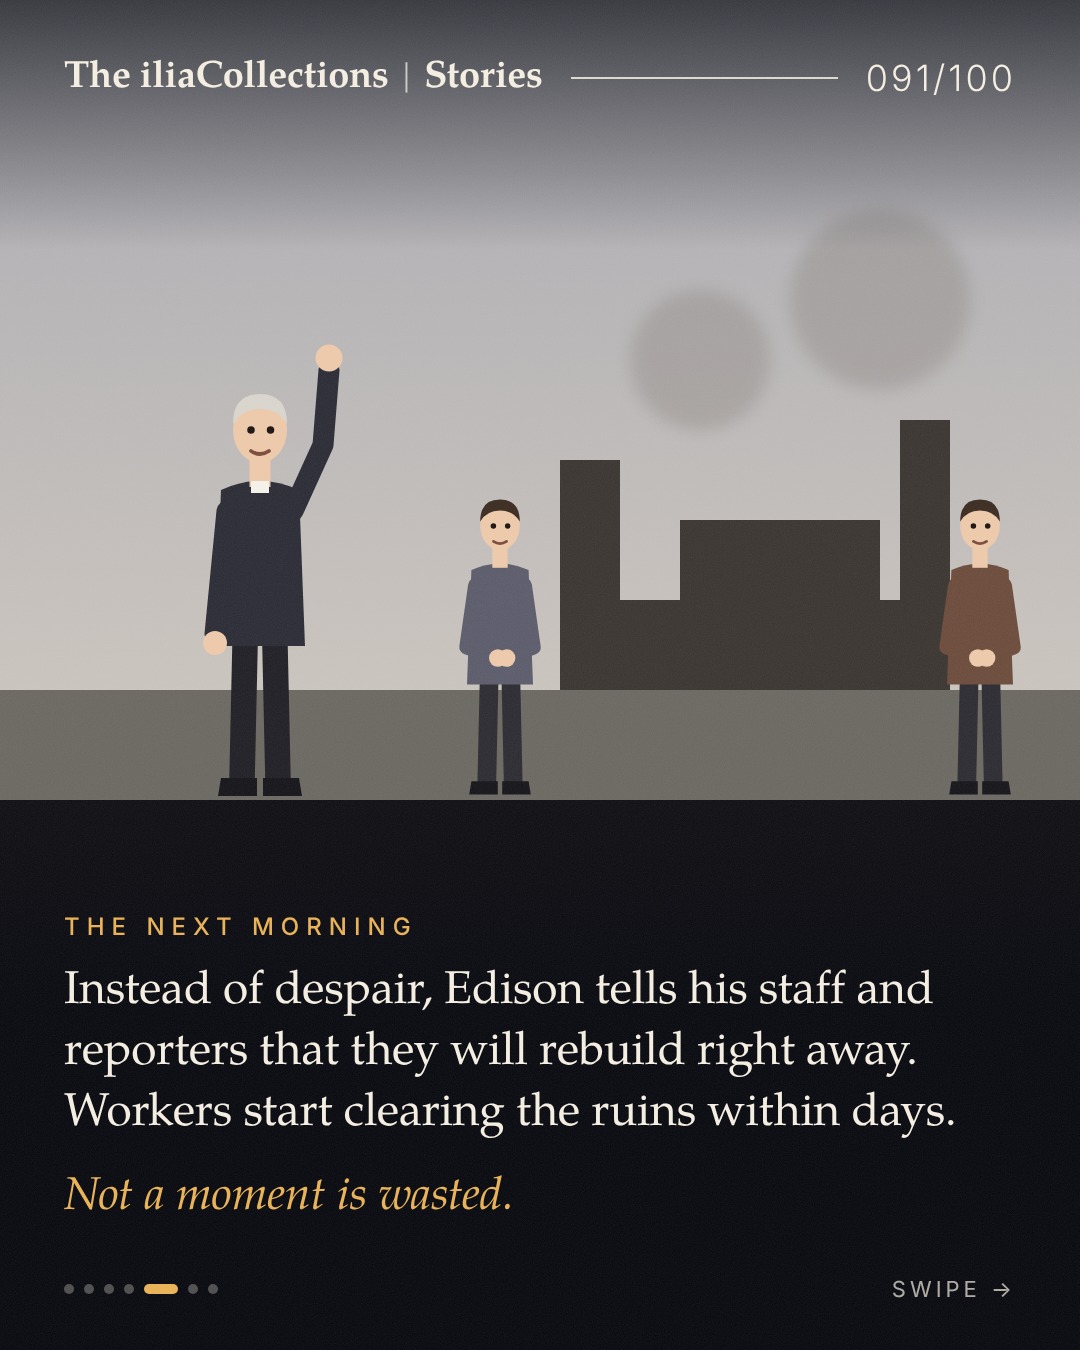 The iliaCollections | Stories
091/100
THE NEXT MORNING
Instead of despair, Edison tells his staff and
reporters that they will rebuild right away.
Workers start clearing the ruins within days.
Not a moment is wasted.
SWIPE →